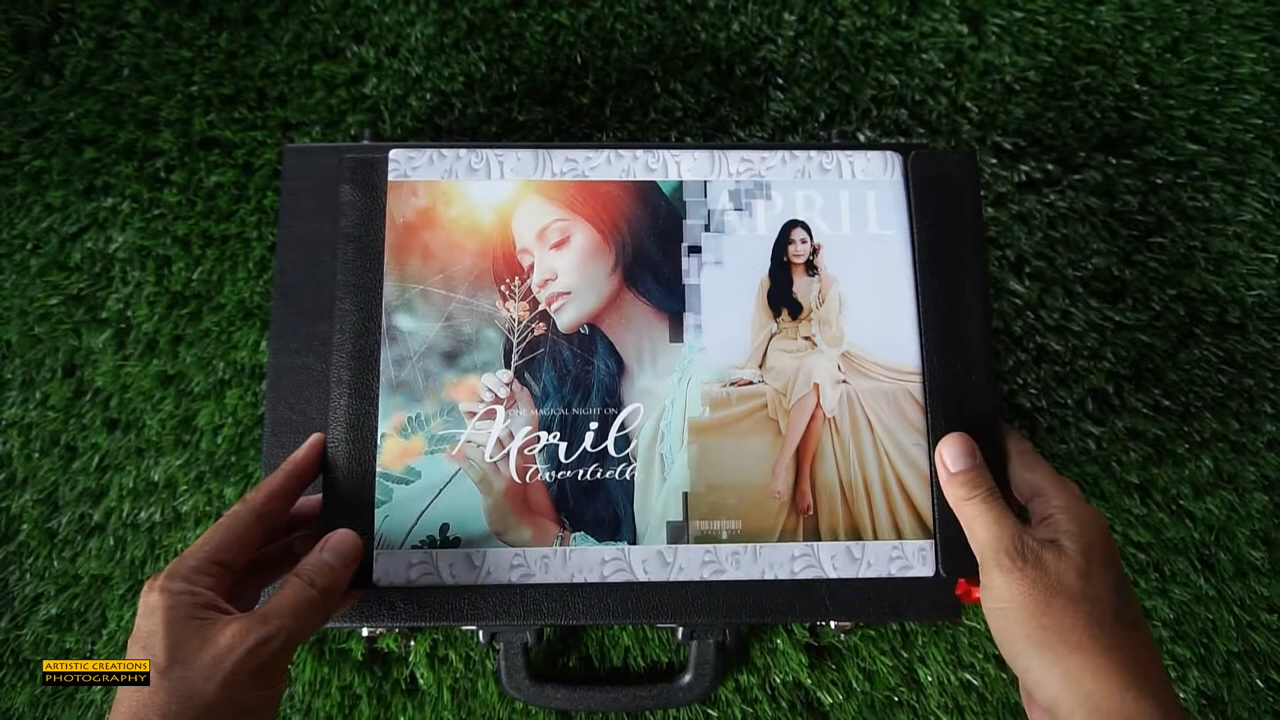 APRIL
ONE MAGICAL NIGHT ON
April
twentieth
ARTISTIC CREATIONS
PHOTOGRAPHY